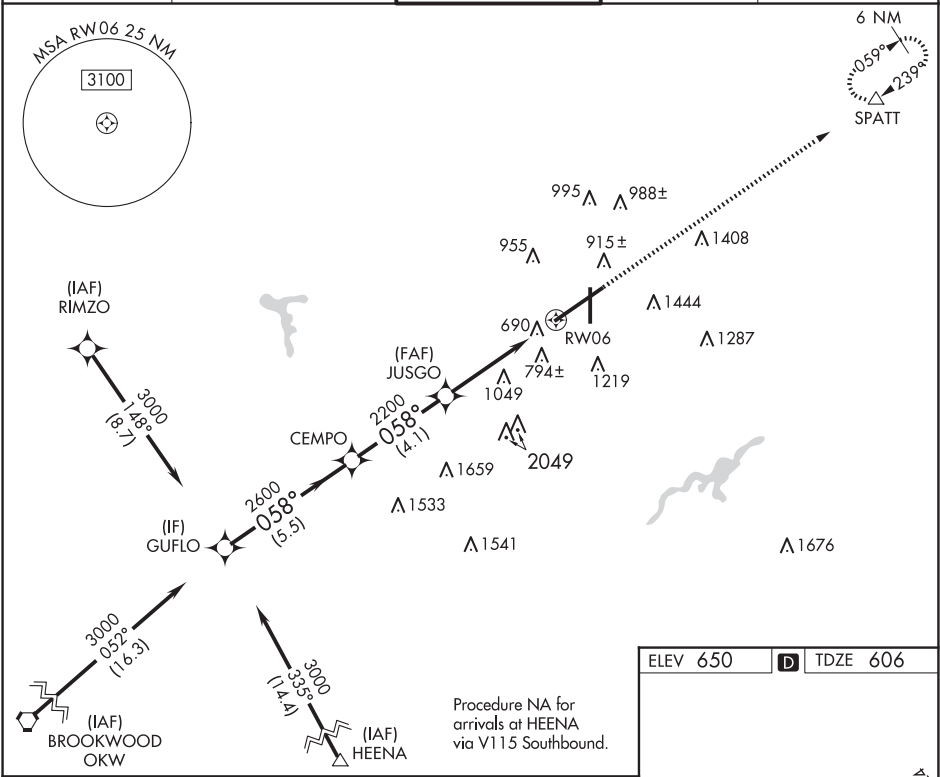 MSA RW06 25 NM
3100
6 NM
059°
239°
SPATT
995
988±
955
915±
1408
(IAF)
RIMZO
1444
690
RW06
1287
(FAF)
JUSGO
794±
1219
1049
3000
148°
(8.7)
2200
058°
(4.1)
CEMPO
2049
1659
2600
058°
(5.5)
1533
(IF)
GUFLO
1541
1676
3000
052°
(16.3)
3000
335°
(14.4)
(IAF)
BROOKWOOD
OKW
(IAF)
HEENA
Procedure NA for
arrivals at HEENA
via V115 Southbound.
ELEV 650 D TDZE 606